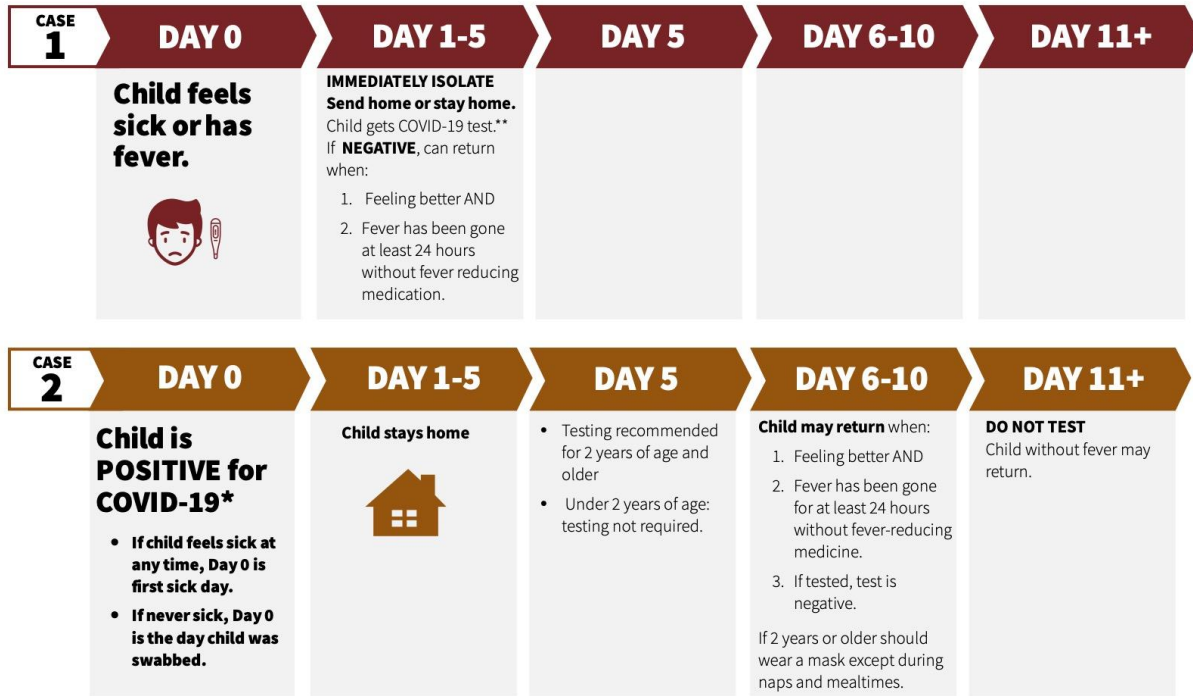 CASE
1
DAY 0
DAY 1-5
DAY 5
DAY 6-10
DAY 11+
Child feels
sick or has
fever.
IMMEDIATELY ISOLATE
Send home or stay home.
Child gets COVID-19 test.**
If NEGATIVE, can return
when:
1. Feeling better AND
2. Fever has been gone
at least 24 hours
without fever reducing
medication.
CASE
2
DAY 0
DAY 1-5
DAY 5
DAY 6-10
DAY 11+
Child is
POSITIVE for
COVID-19*
• If child feels sick at
any time, Day 0 is
first sick day.
• If never sick, Day 0
is the day child was
swabbed.
Child stays home
• Testing recommended
for 2 years of age and
older
• Under 2 years of age:
testing not required.
Child may return when:
1. Feeling better AND
2. Fever has been gone
for at least 24 hours
without fever-reducing
medicine.
3. If tested, test is
negative.
If 2 years or older should
wear a mask except during
naps and mealtimes.
DO NOT TEST
Child without fever may
return.